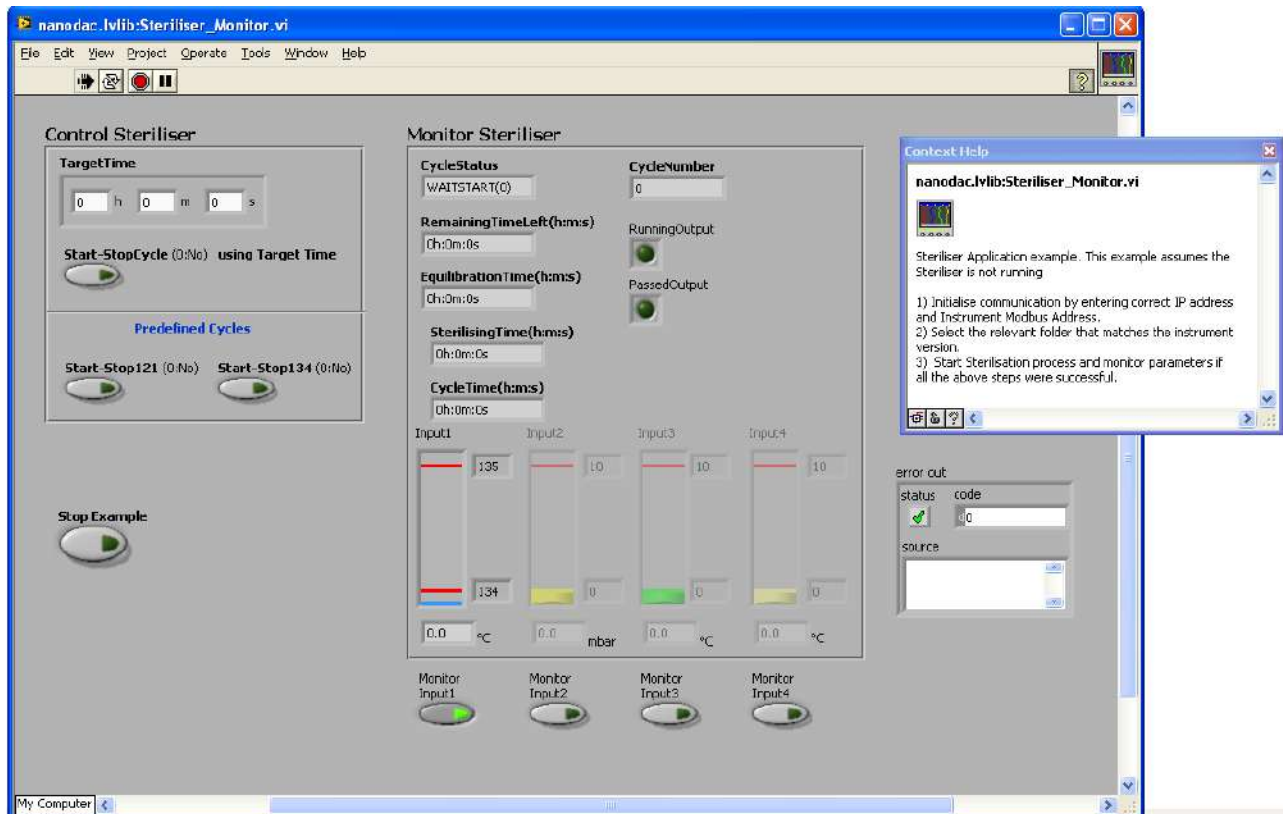 nanodac.lvlib:Steriliser_Monitor.vi
File Edit View Project Operate Tools Window Help
Control Steriliser
TargetTime
0 h 0 m 0 s
Start-StopCycle (0:No) using Target Time
Predefined Cycles
Start-Stop121 (0:No) Start-Stop134 (0:No)
Stop Example
Monitor Steriliser
CycleStatus
WAITSTART(0)
CycleNumber
0
RemainingTimeLeft(h:m:s)
0h:0m:0s
RunningOutput
EquilibrationTime(h:m:s)
0h:0m:0s
PassedOutput
SterilisingTime(h:m:s)
0h:0m:0s
CycleTime(h:m:s)
0h:0m:0s
Input1 Input2 Input3 Input4
135 10 10 10
134 0 0 0
0.0 °C 0.0 mbar 0.0 °C 0.0 °C
Monitor Monitor Monitor Monitor
Input1 Input2 Input3 Input4
Context Help
nanodac.lvlib:Steriliser_Monitor.vi
Steriliser Application example. This example assumes the
Steriliser is not running
1) Initialise communication by entering correct IP address
and Instrument Modbus Address.
2) Select the relevant folder that matches the instrument
version.
3) Start Sterilisation process and monitor parameters if
all the above steps were successful.
error out
status code
d0
source
My Computer